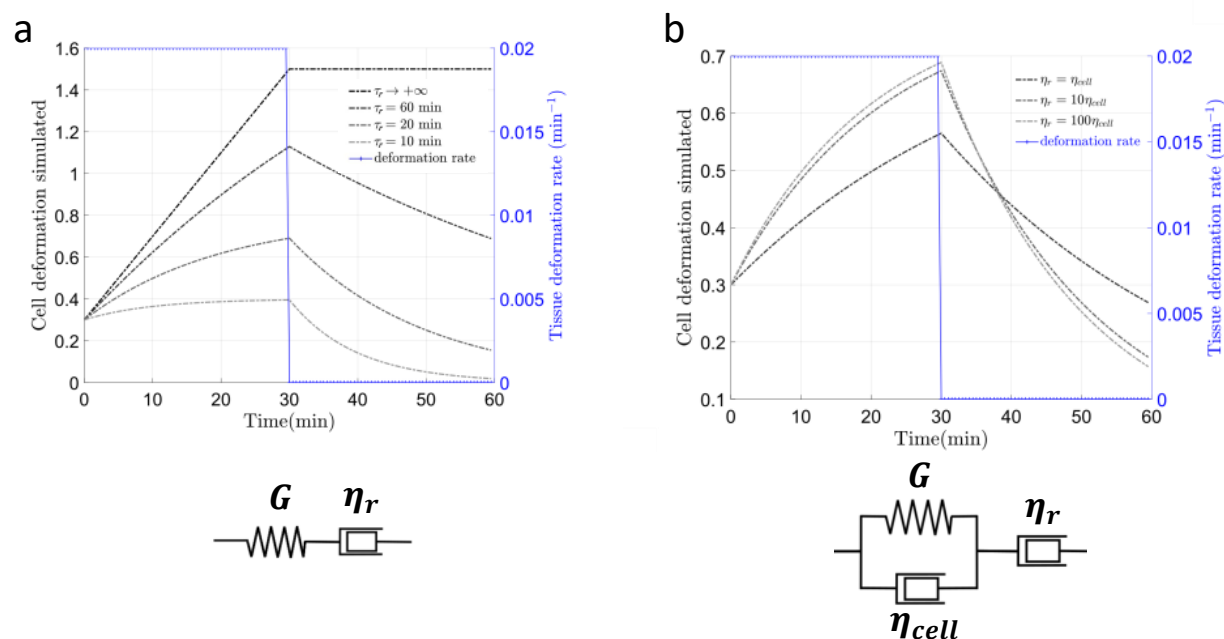 a
Cell deformation simulated
1.6
1.4
1.2
1
0.8
0.6
0.4
0.2
0
0
10
20
30
40
50
60
Time(min)
τr → +∞
τr = 60 min
τr = 20 min
τr = 10 min
deformation rate
0.02
0.015
0.01
0.005
0
Tissue deformation rate (min⁻¹)
G
ηr
b
Cell deformation simulated
0.7
0.6
0.5
0.4
0.3
0.2
0.1
0
10
20
30
40
50
60
Time(min)
ηr = ηcell
ηr = 10ηcell
ηr = 100ηcell
deformation rate
0.02
0.015
0.01
0.005
0
Tissue deformation rate (min⁻¹)
G
ηr
ηcell